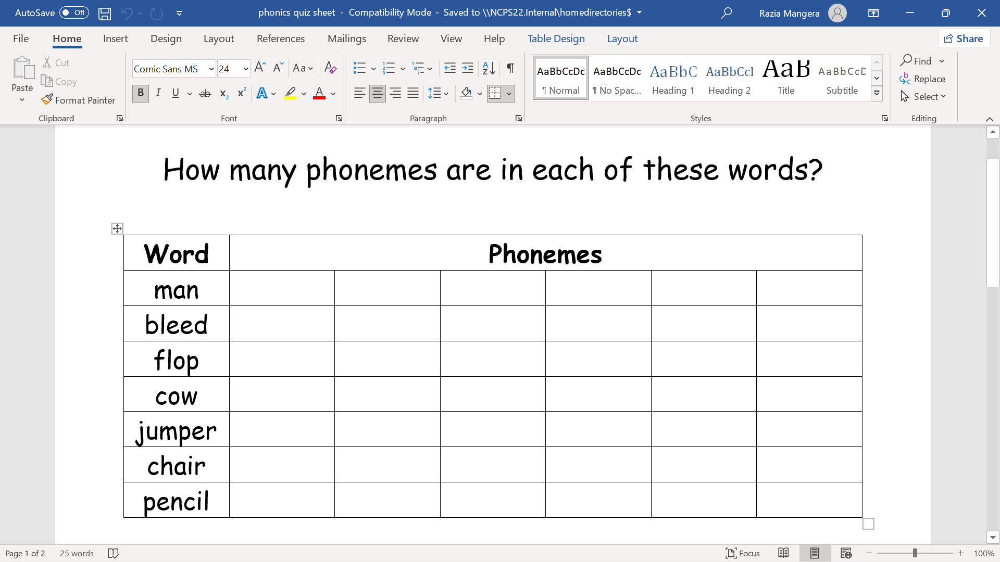 AutoSave Off phonics quiz sheet - Compatibility Mode - Saved to \\NCPS22.Internal\homedirectories$ Razia Mangera
File Home Insert Design Layout References Mailings Review View Help Table Design Layout Share
Paste Cut Copy Format Painter
Comic Sans MS 24 A A Aa A
B I U ab x2 x2 A A
AaBbCcDc AaBbCcDc AaBbC AaBbCcI AaB AaBbCcD
¶ Normal ¶ No Spac... Heading 1 Heading 2 Title Subtitle
Find
Replace
Select
Clipboard Font Paragraph Styles Editing
How many phonemes are in each of these words?
Word Phonemes
man
bleed
flop
cow
jumper
chair
pencil
Page 1 of 2 25 words Focus 100%